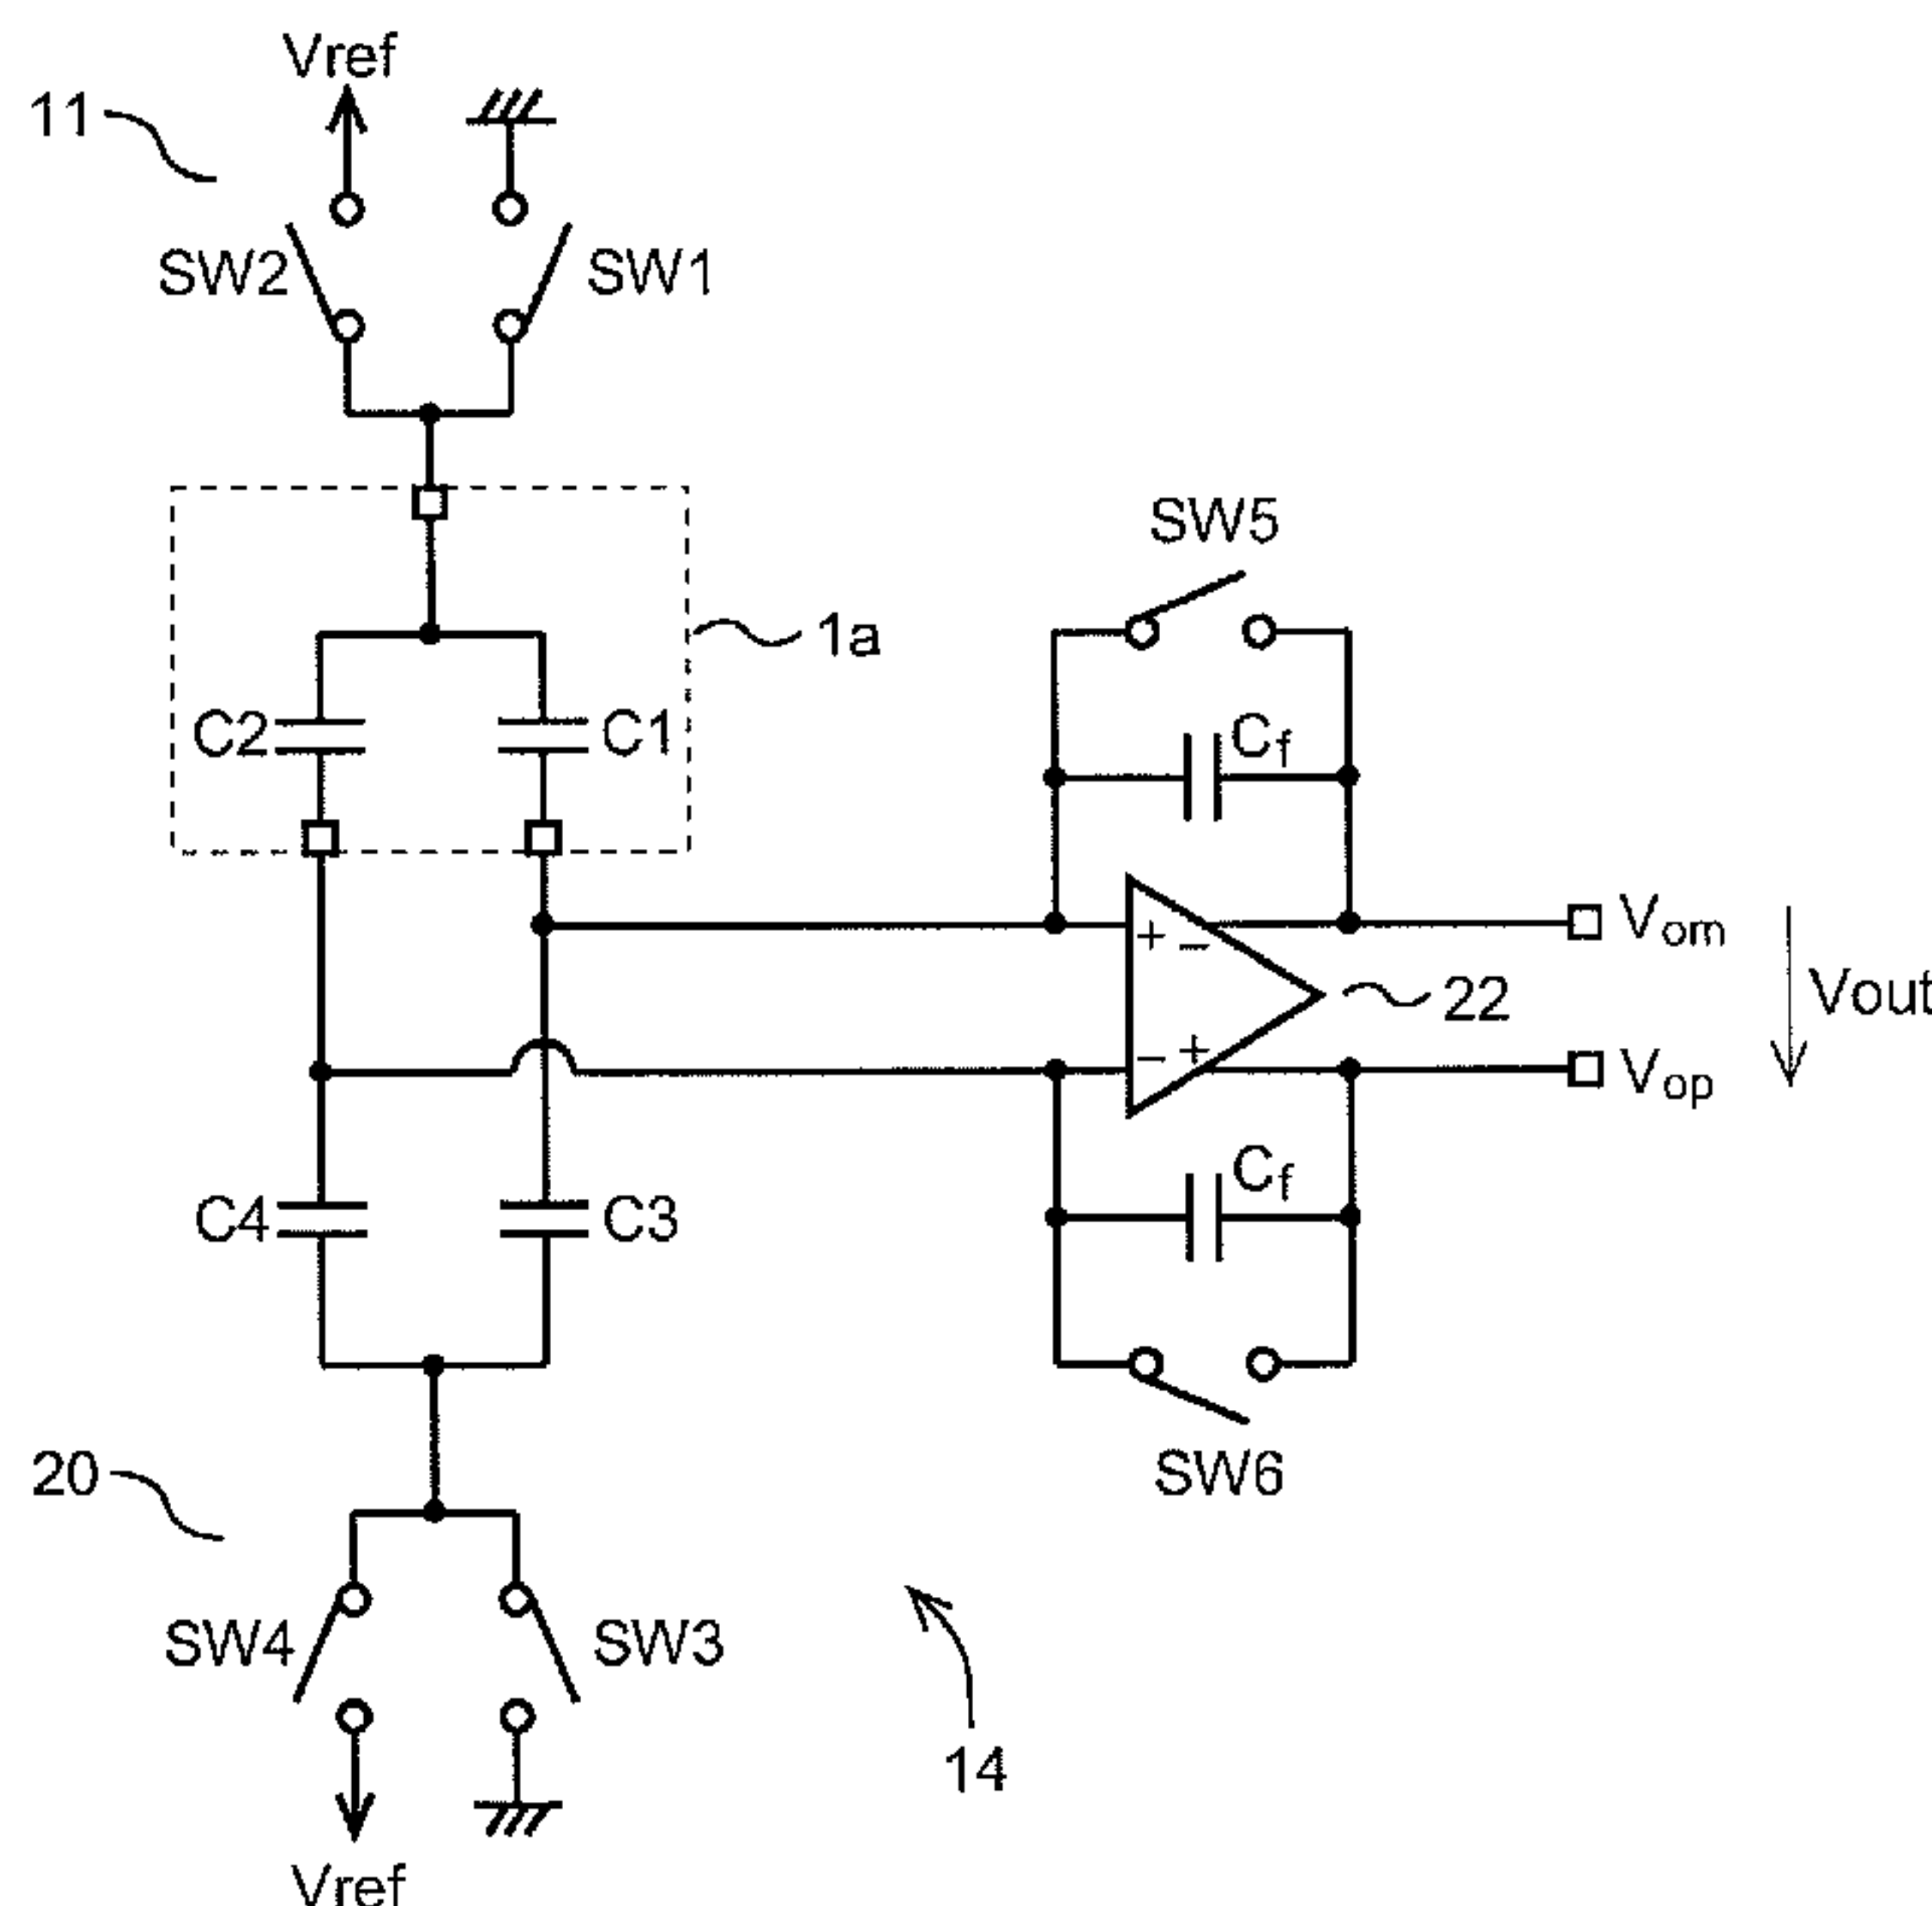 Vref
11
SW2
SW1
1a
C2
C1
SW5
Cf
+ −
− +
22
Vom
Vout
Vop
Cf
C4
C3
SW6
20
SW4
SW3
14
Vref